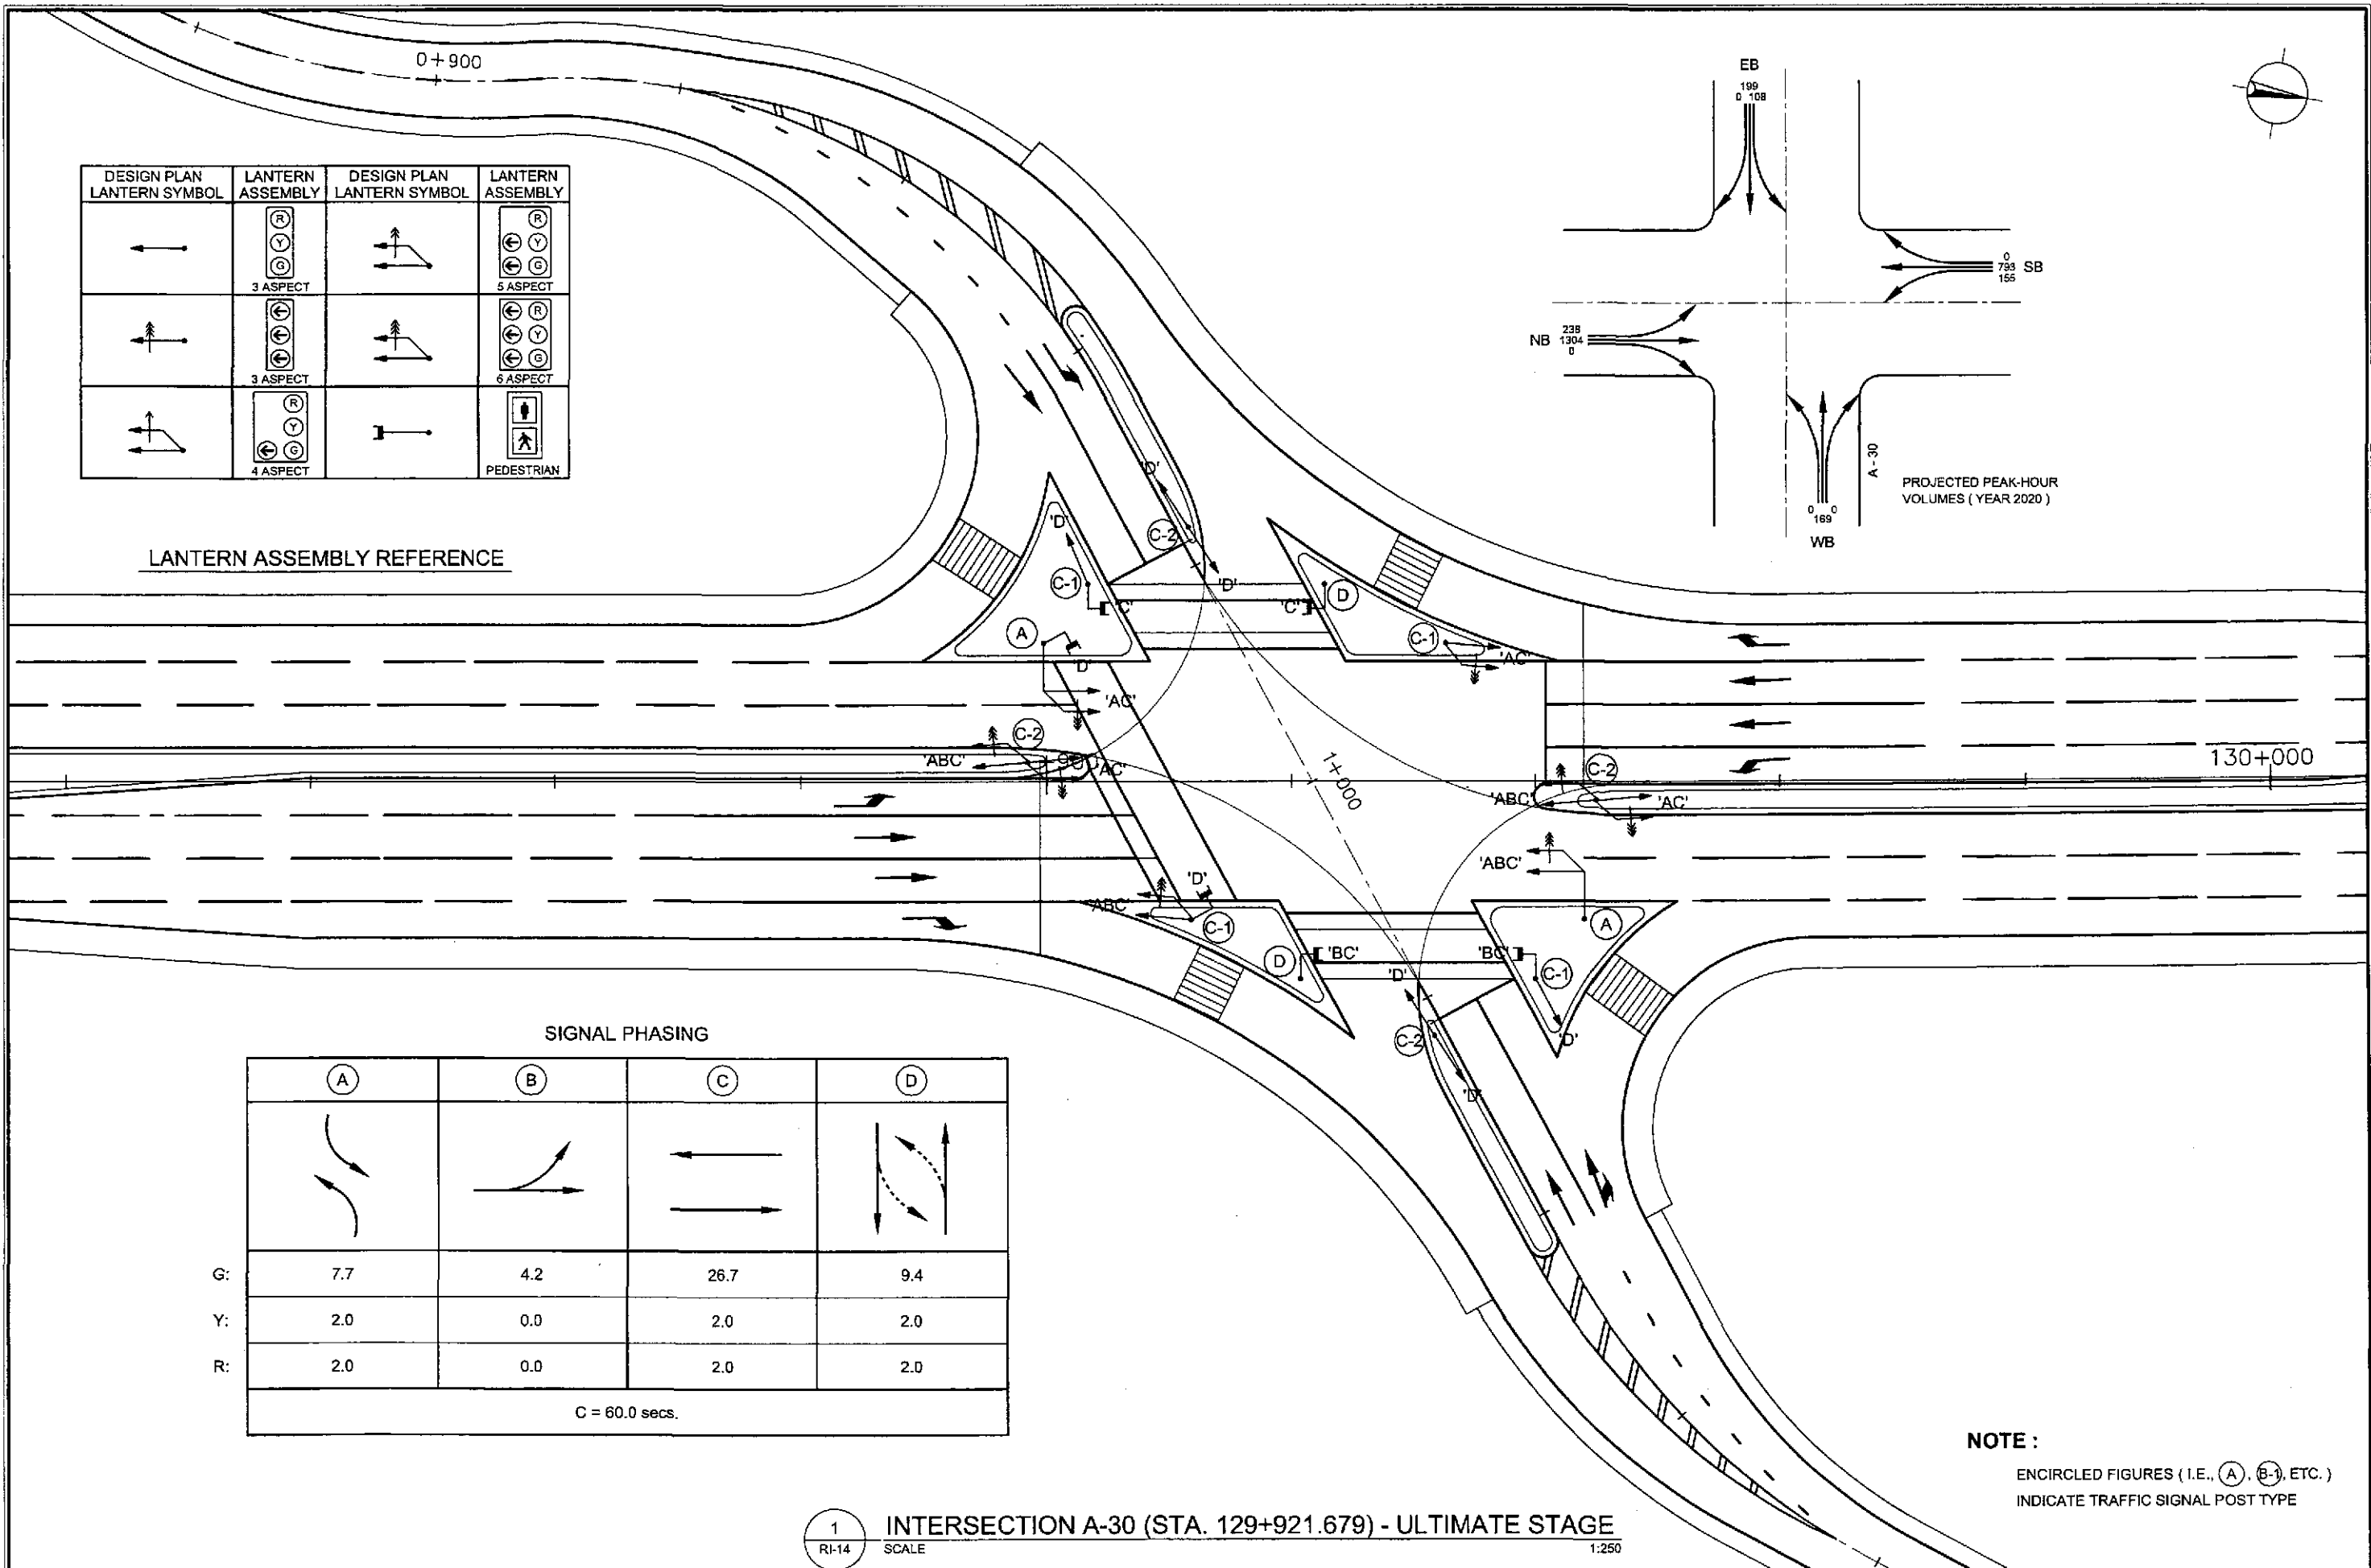 0+900
DESIGN PLAN LANTERN SYMBOL
LANTERN ASSEMBLY
DESIGN PLAN LANTERN SYMBOL
LANTERN ASSEMBLY
R
Y
G
3 ASPECT
R
Y
G
5 ASPECT
3 ASPECT
R
Y
G
6 ASPECT
R
Y
G
4 ASPECT
PEDESTRIAN
LANTERN ASSEMBLY REFERENCE
EB
199
0 108
0
793 SB
155
238
NB 1304
0
0 0
169
WB
A - 30
PROJECTED PEAK-HOUR
VOLUMES ( YEAR 2020 )
'D'
C-2
'D'
'D'
C-1
'C'
'C'
D
A
'D'
C-1
'AC'
'AC'
C-2
'ABC'
'AC'
1+000
130+000
C-2
'ABC'
'AC'
'ABC'
'D'
'ABC'
C-1
A
D
'BC'
'BC'
C-1
'D'
C-2
'D'
'D'
SIGNAL PHASING
A B C D
G: 7.7 4.2 26.7 9.4
Y: 2.0 0.0 2.0 2.0
R: 2.0 0.0 2.0 2.0
C = 60.0 secs.
NOTE :
ENCIRCLED FIGURES ( I.E., A , B-1, ETC. )
INDICATE TRAFFIC SIGNAL POST TYPE
1
RI-14
INTERSECTION A-30 (STA. 129+921.679) - ULTIMATE STAGE
SCALE 1:250